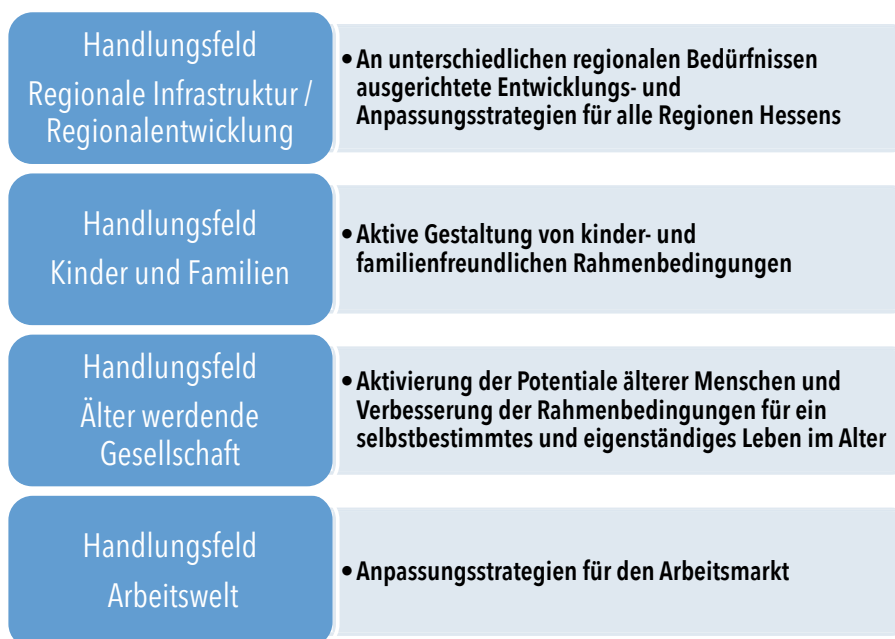 Handlungsfeld
Regionale Infrastruktur /
Regionalentwicklung
• An unterschiedlichen regionalen Bedürfnissen
ausgerichtete Entwicklungs- und
Anpassungsstrategien für alle Regionen Hessens
Handlungsfeld
Kinder und Familien
• Aktive Gestaltung von kinder- und
familienfreundlichen Rahmenbedingungen
Handlungsfeld
Älter werdende
Gesellschaft
• Aktivierung der Potentiale älterer Menschen und
Verbesserung der Rahmenbedingungen für ein
selbstbestimmtes und eigenständiges Leben im Alter
Handlungsfeld
Arbeitswelt
• Anpassungsstrategien für den Arbeitsmarkt